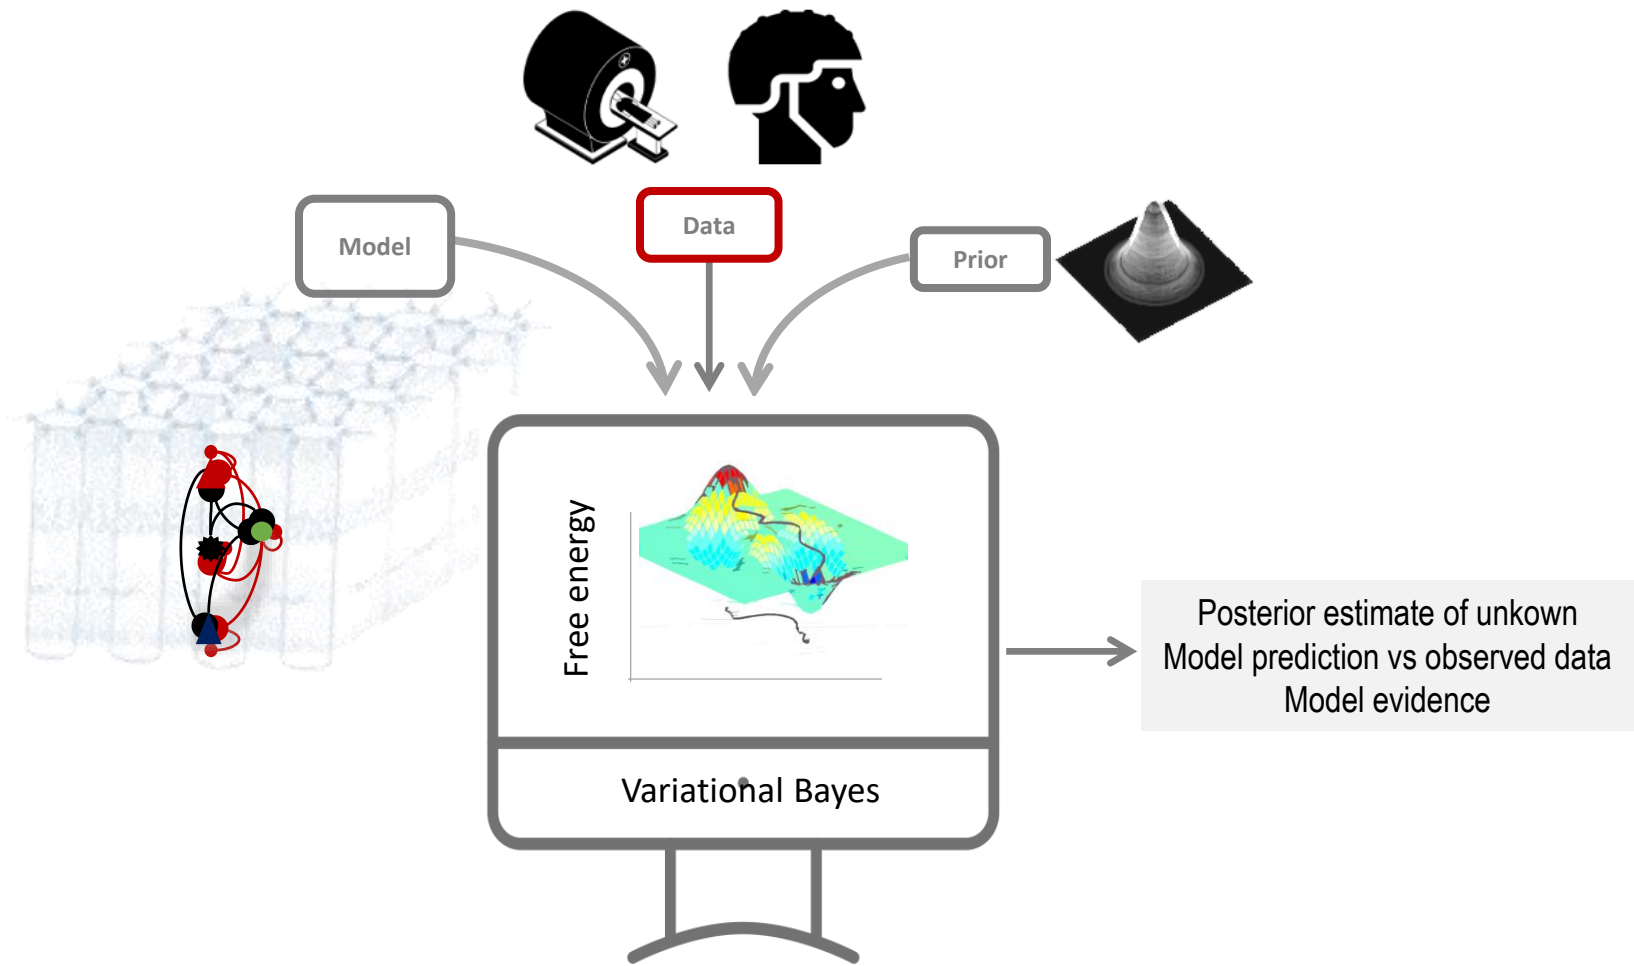 Model
Data
Prior
Free energy
Variational Bayes
Posterior estimate of unkown
Model prediction vs observed data
Model evidence